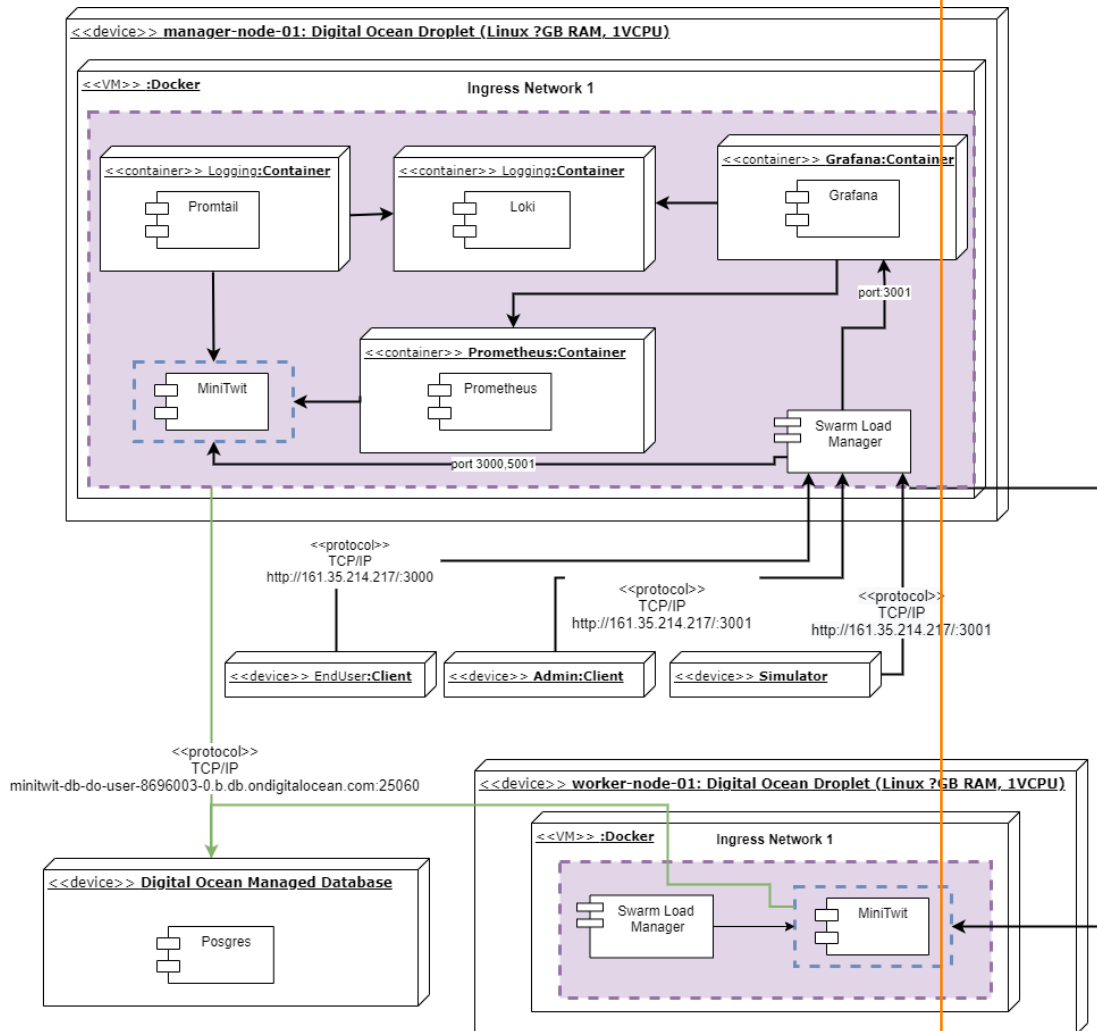 <<device>> manager-node-01: Digital Ocean Droplet (Linux ?GB RAM, 1VCPU)
<<VM>> :Docker
Ingress Network 1
<<container>> Logging:Container
Promtail
<<container>> Logging:Container
Loki
<<container>> Grafana:Container
Grafana
port:3001
<<container>> Prometheus:Container
Prometheus
MiniTwit
Swarm Load
Manager
port 3000,5001
<<protocol>>
TCP/IP
http://161.35.214.217/:3000
<<protocol>>
TCP/IP
http://161.35.214.217/:3001
<<protocol>>
TCP/IP
http://161.35.214.217/:3001
<<device>> EndUser:Client
<<device>> Admin:Client
<<device>> Simulator
<<protocol>>
TCP/IP
minitwit-db-do-user-8696003-0.b.db.ondigitalocean.com:25060
<<device>> Digital Ocean Managed Database
Posgres
<<device>> worker-node-01: Digital Ocean Droplet (Linux ?GB RAM, 1VCPU)
<<VM>> :Docker
Ingress Network 1
Swarm Load
Manager
MiniTwit